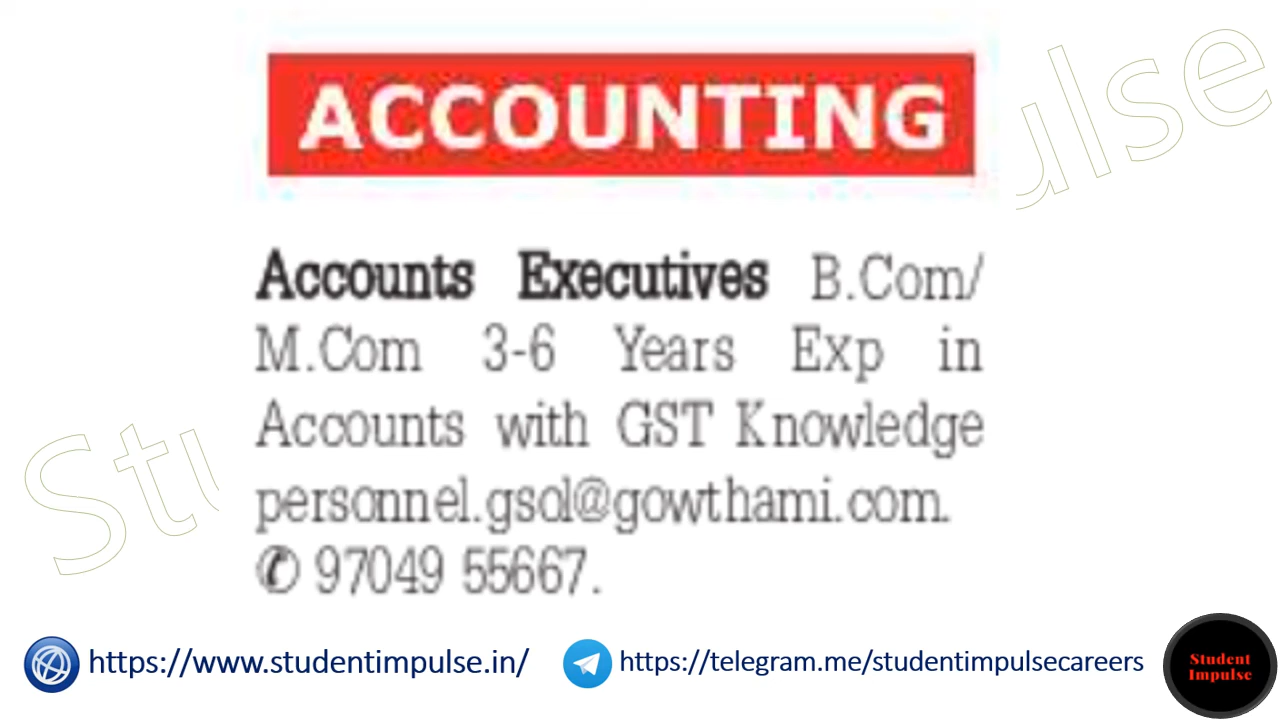 ACCOUNTING
Accounts Executives B.Com/
M.Com 3-6 Years Exp in
Accounts with GST Knowledge
personnel.gsol@gowthami.com.
✆ 97049 55667.
https://www.studentimpulse.in/
https://telegram.me/studentimpulsecareers
Student
Impulse